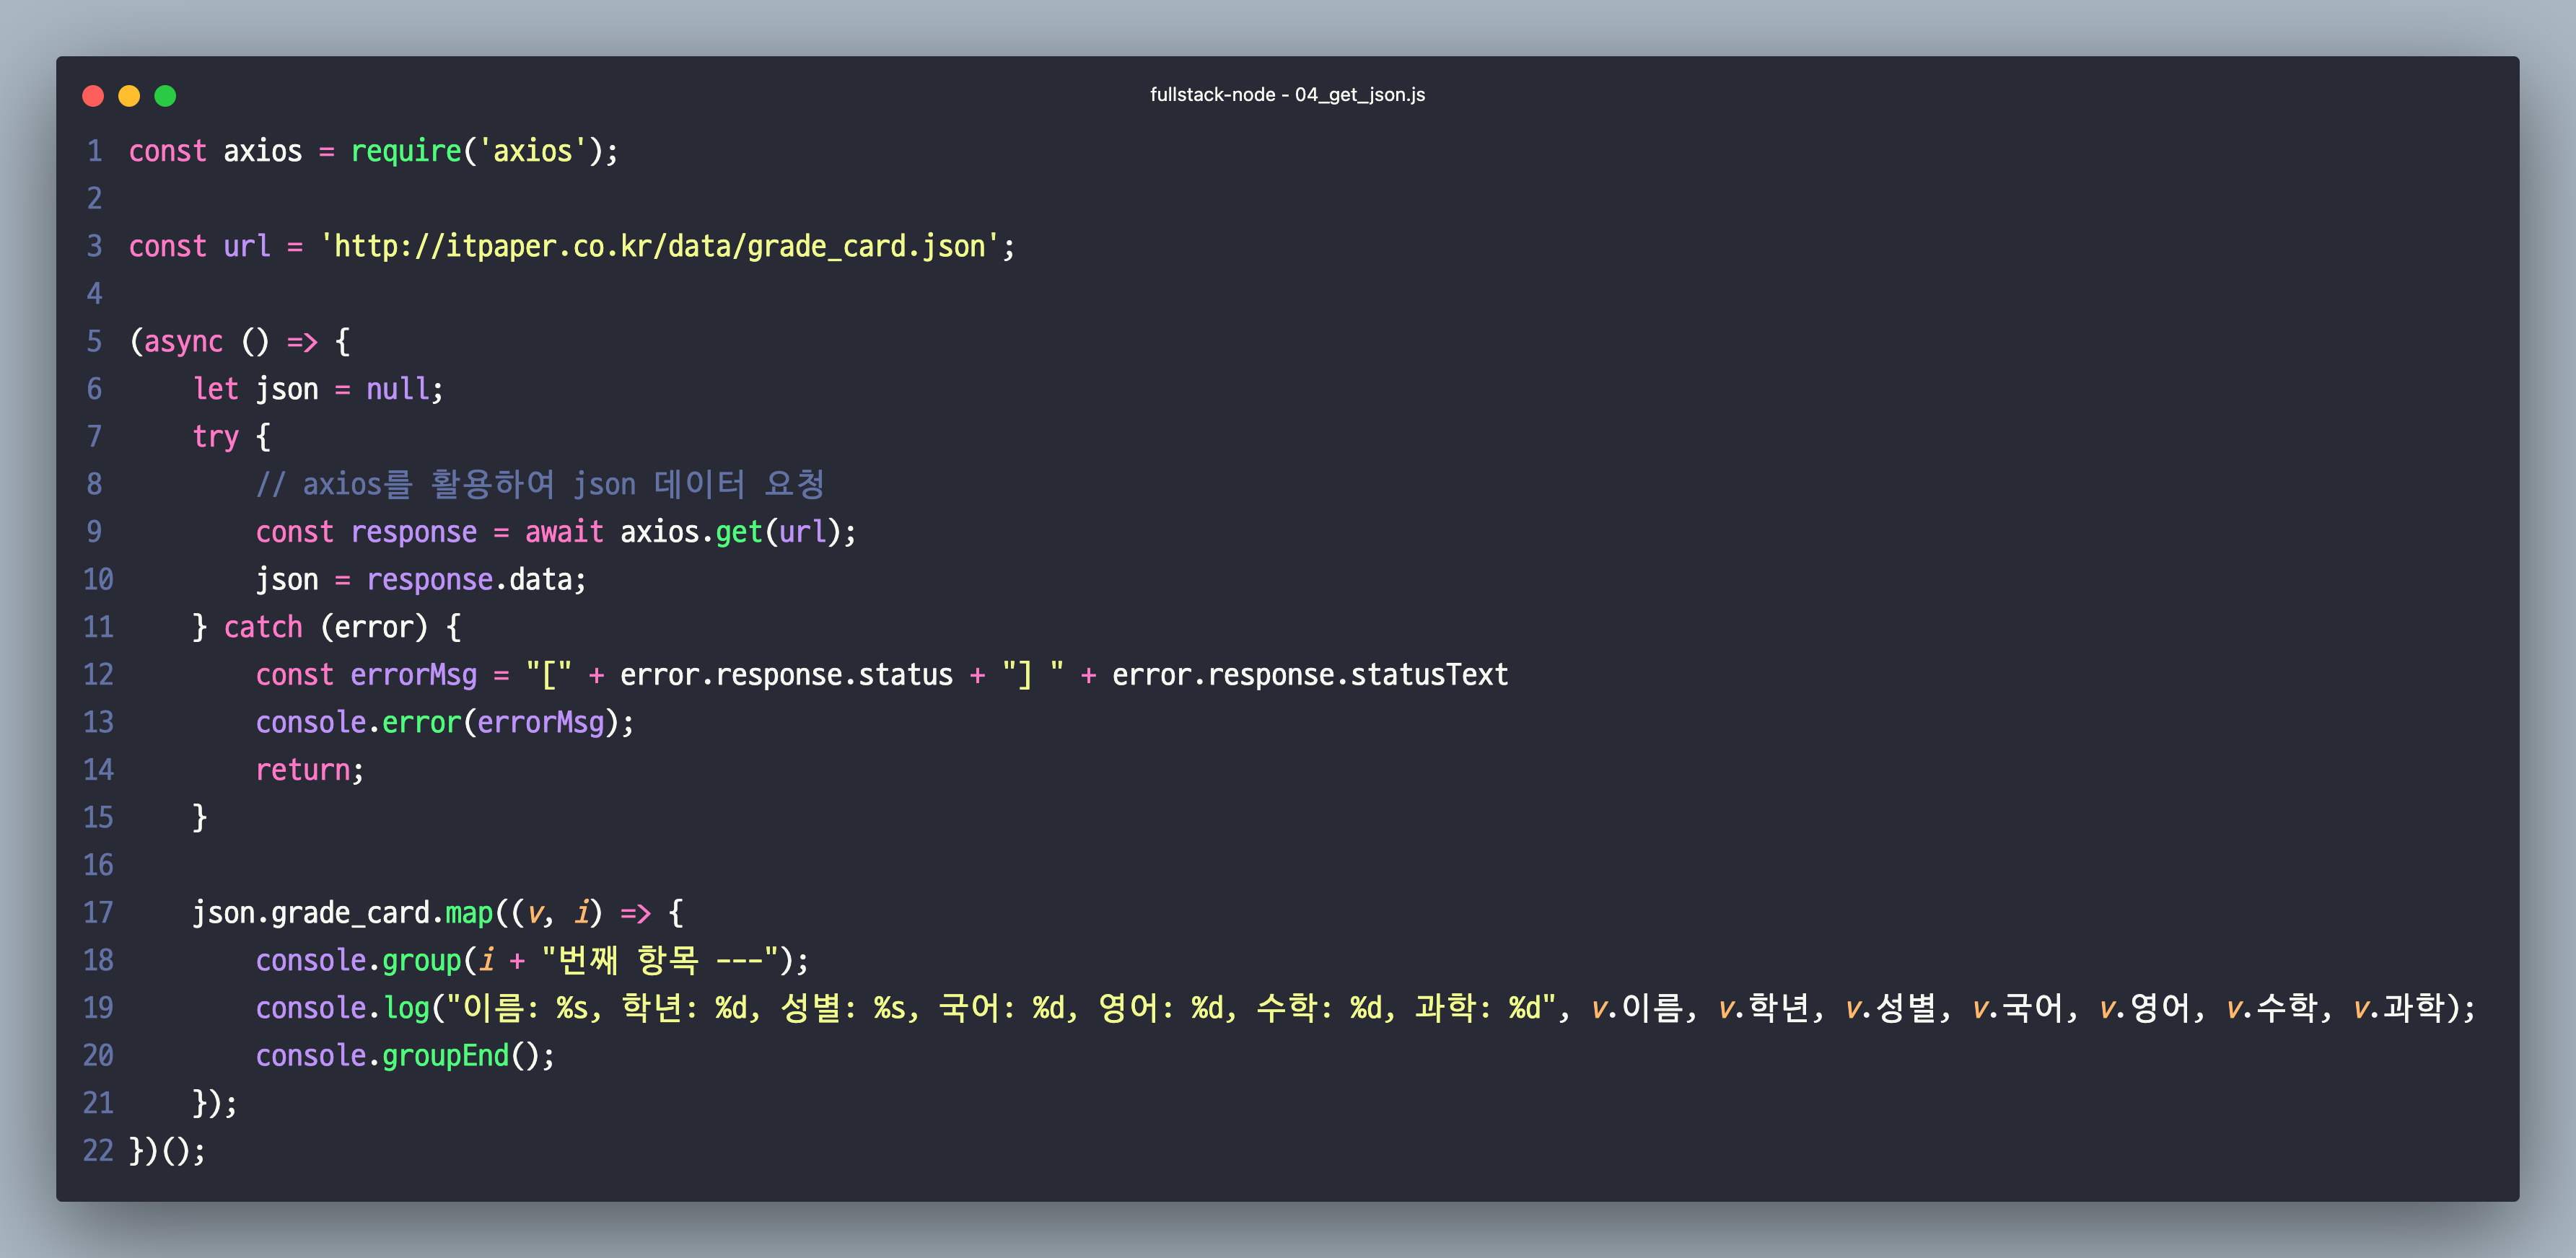 fullstack-node - 04_get_json.js
1 const axios = require('axios');
2
3 const url = 'http://itpaper.co.kr/data/grade_card.json';
4
5 (async () => {
6     let json = null;
7     try {
8         // axios를 활용하여 json 데이터 요청
9         const response = await axios.get(url);
10         json = response.data;
11     } catch (error) {
12         const errorMsg = "[" + error.response.status + "] " + error.response.statusText
13         console.error(errorMsg);
14         return;
15     }
16
17     json.grade_card.map((v, i) => {
18         console.group(i + "번째 항목 ---");
19         console.log("이름: %s, 학년: %d, 성별: %s, 국어: %d, 영어: %d, 수학: %d, 과학: %d", v.이름, v.학년, v.성별, v.국어, v.영어, v.수학, v.과학);
20         console.groupEnd();
21     });
22 })();